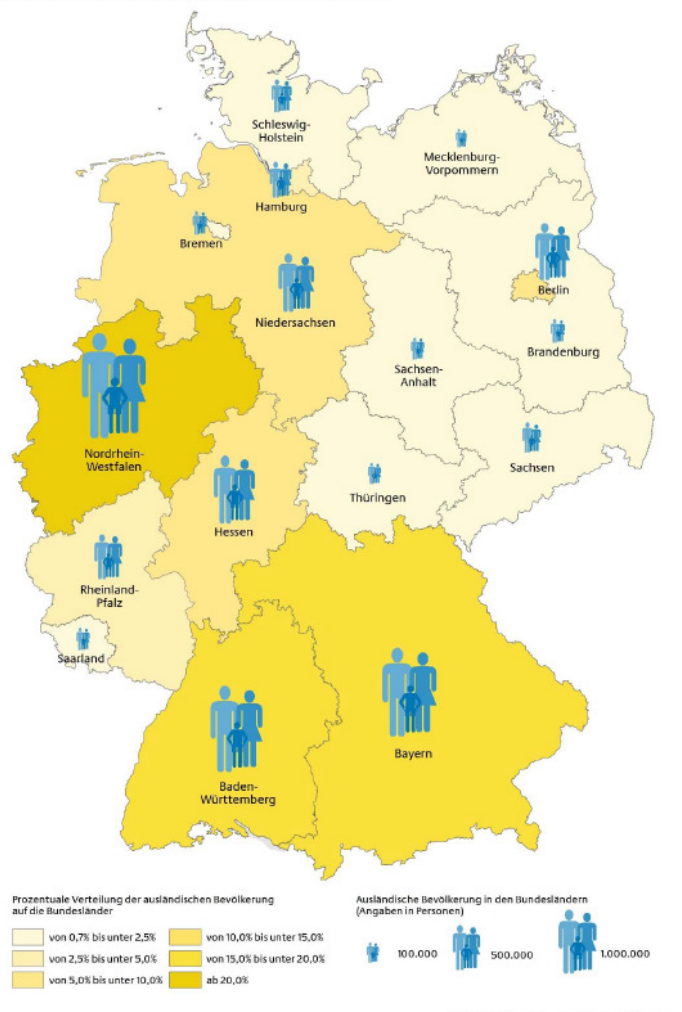 Schleswig-
Holstein
Mecklenburg-
Vorpommern
Hamburg
Bremen
Niedersachsen
Berlin
Brandenburg
Sachsen-
Anhalt
Nordrhein-
Westfalen
Sachsen
Thüringen
Hessen
Rheinland-
Pfalz
Saarland
Bayern
Baden-
Württemberg
Prozentuale Verteilung der ausländischen Bevölkerung
auf die Bundesländer
von 0,7% bis unter 2,5%
von 2,5% bis unter 5,0%
von 5,0% bis unter 10,0%
von 10,0% bis unter 15,0%
von 15,0% bis unter 20,0%
ab 20,0%
Ausländische Bevölkerung in den Bundesländern
(Angaben in Personen)
100.000
500.000
1.000.000